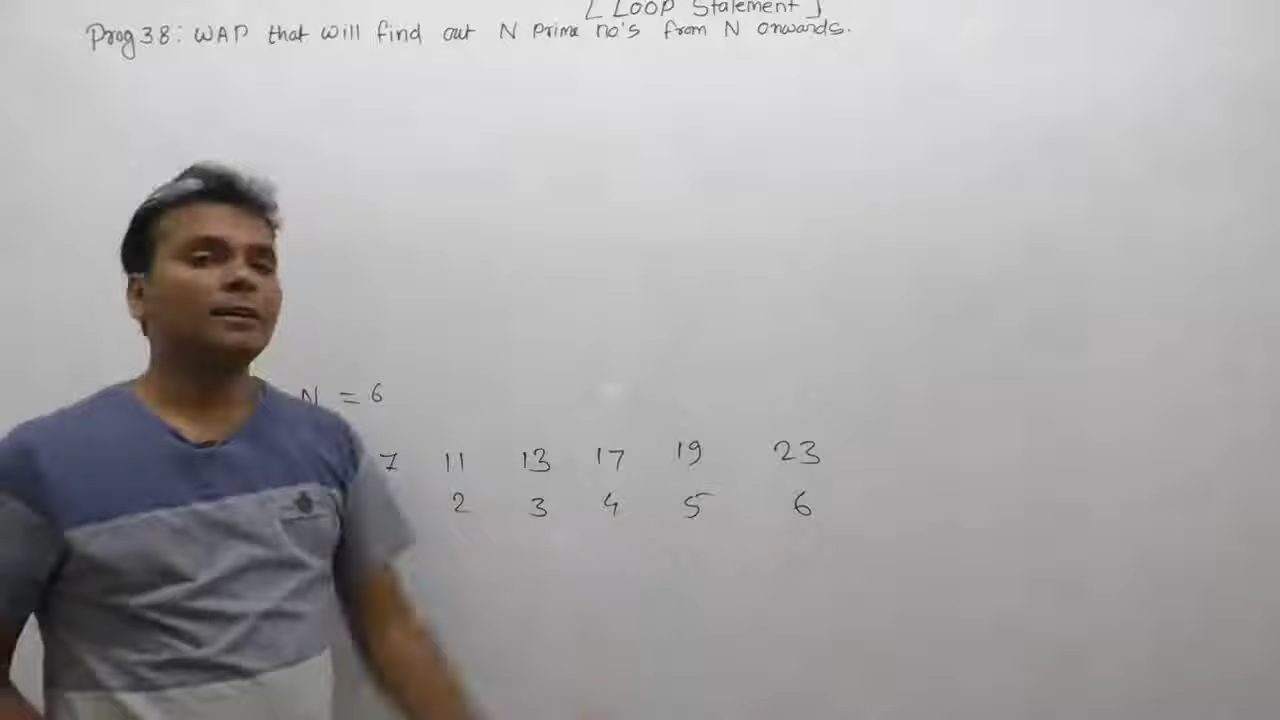 [ Loop Statement ]
Prog 38: WAP that will find out N prime no's from N onwards.
N = 6
7 11 13 17 19 23
2 3 4 5 6